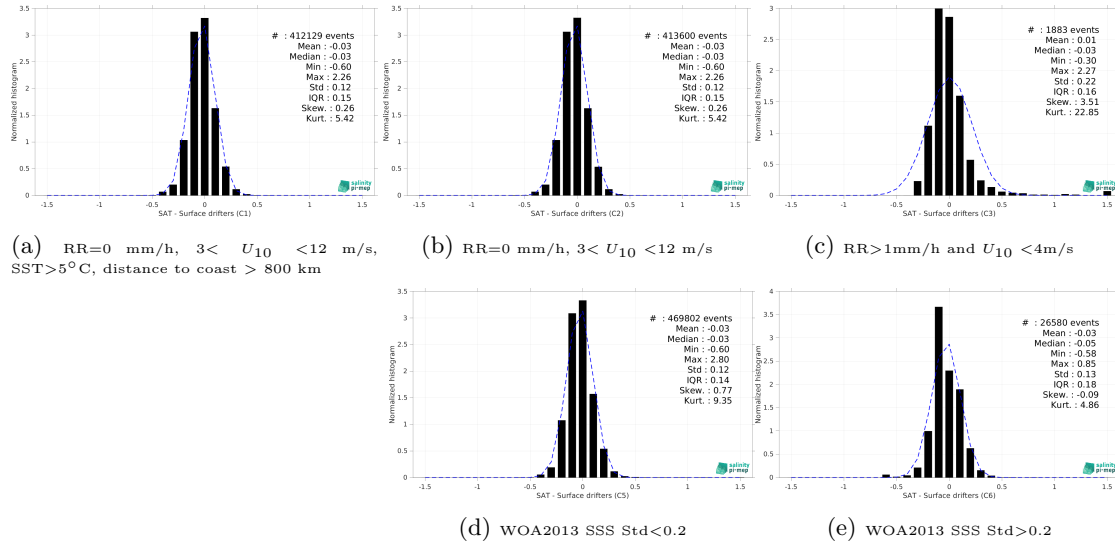 3.5
3
2.5
2
1.5
1
0.5
0
Normalized histogram
# : 412129 events
Mean : -0.03
Median : -0.03
Min : -0.60
Max : 2.26
Std : 0.12
IQR : 0.15
Skew. : 0.26
Kurt. : 5.42
salinity
pi-mep
-1.5 -1 -0.5 0 0.5 1 1.5
SAT - Surface drifters (C1)
(a) RR=0 mm/h, 3< U10 <12 m/s,
SST>5°C, distance to coast > 800 km
3.5
3
2.5
2
1.5
1
0.5
0
Normalized histogram
# : 413600 events
Mean : -0.03
Median : -0.03
Min : -0.60
Max : 2.26
Std : 0.12
IQR : 0.15
Skew. : 0.26
Kurt. : 5.42
salinity
pi-mep
-1.5 -1 -0.5 0 0.5 1 1.5
SAT - Surface drifters (C2)
(b) RR=0 mm/h, 3< U10 <12 m/s
3
2.5
2
1.5
1
0.5
0
Normalized histogram
# : 1883 events
Mean : 0.01
Median : -0.03
Min : -0.30
Max : 2.27
Std : 0.22
IQR : 0.16
Skew. : 3.51
Kurt. : 22.85
salinity
pi-mep
-1.5 -1 -0.5 0 0.5 1 1.5
SAT - Surface drifters (C3)
(c) RR>1mm/h and U10 <4m/s
3.5
3
2.5
2
1.5
1
0.5
0
Normalized histogram
# : 469802 events
Mean : -0.03
Median : -0.03
Min : -0.60
Max : 2.80
Std : 0.12
IQR : 0.14
Skew. : 0.77
Kurt. : 9.35
salinity
pi-mep
-1.5 -1 -0.5 0 0.5 1 1.5
SAT - Surface drifters (C5)
(d) WOA2013 SSS Std<0.2
4
3.5
3
2.5
2
1.5
1
0.5
0
Normalized histogram
# : 26580 events
Mean : -0.03
Median : -0.05
Min : -0.58
Max : 0.85
Std : 0.13
IQR : 0.18
Skew. : -0.09
Kurt. : 4.86
salinity
pi-mep
-1.5 -1 -0.5 0 0.5 1 1.5
SAT - Surface drifters (C6)
(e) WOA2013 SSS Std>0.2